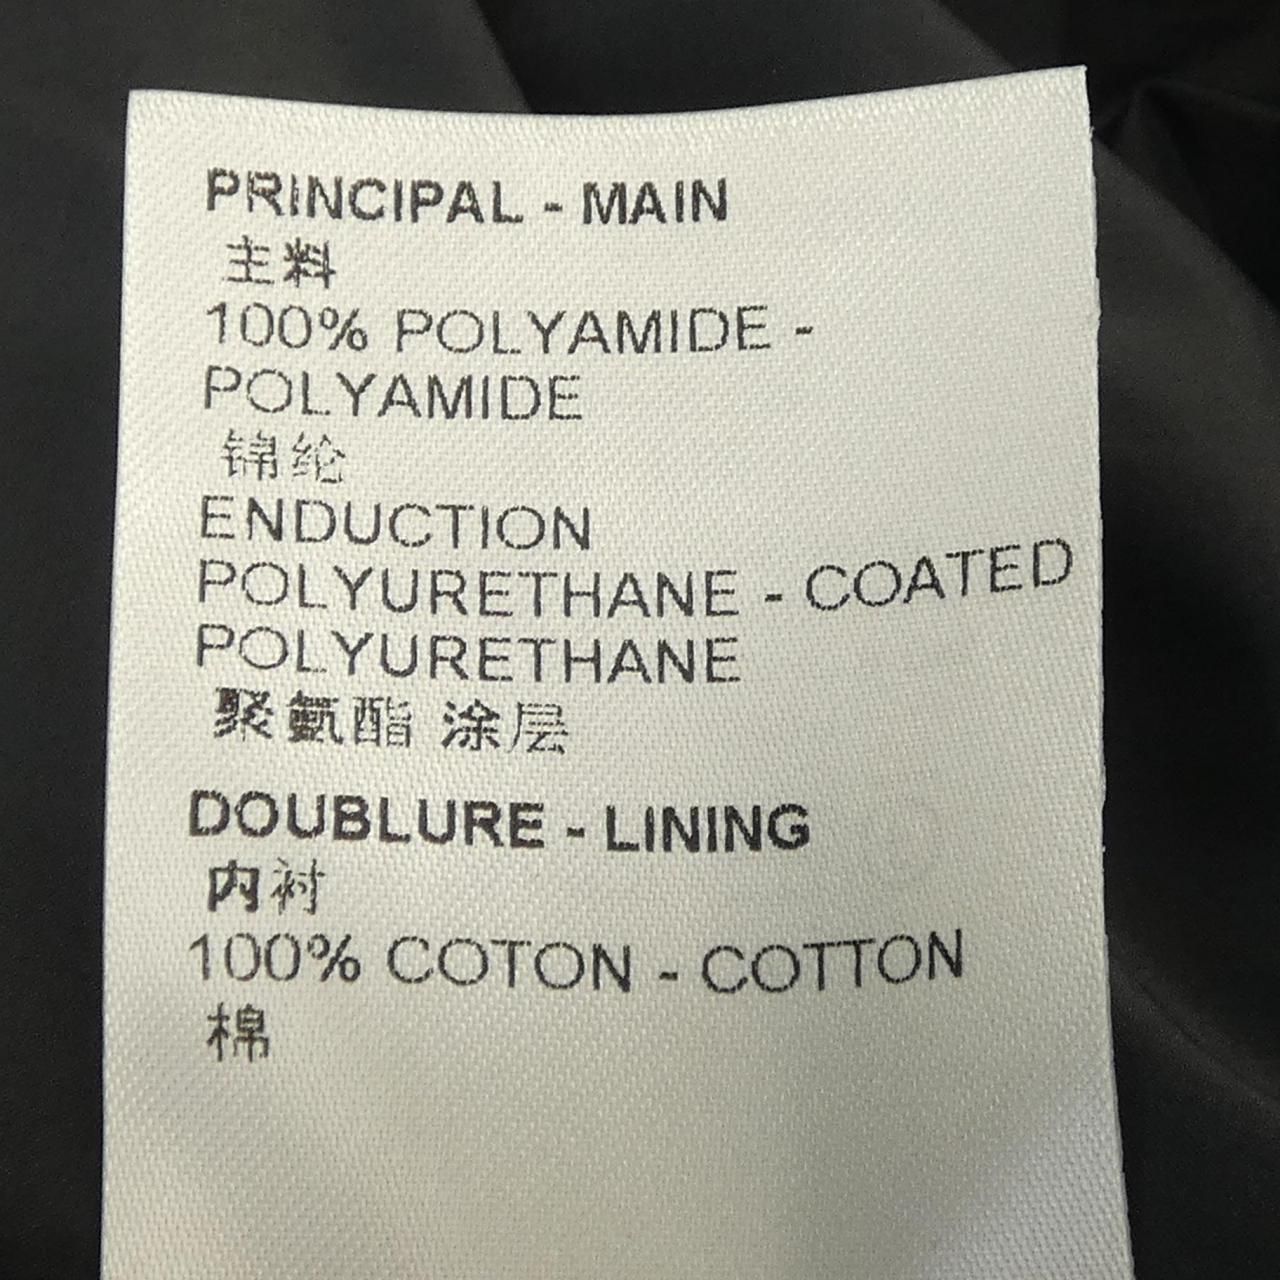 PRINCIPAL - MAIN
主料
100% POLYAMIDE -
POLYAMIDE
锦纶
ENDUCTION
POLYURETHANE - COATED
POLYURETHANE
聚氨酯 涂层
DOUBLURE - LINING
内衬
100% COTON - COTTON
棉